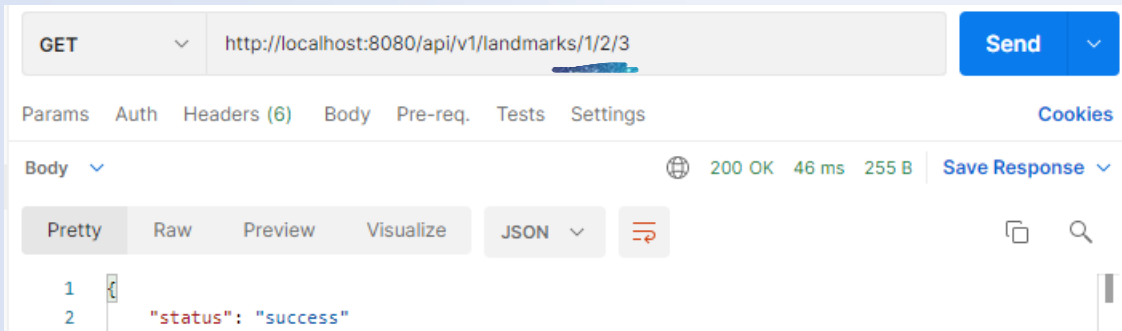 GET http://localhost:8080/api/v1/landmarks/1/2/3 Send
Params Auth Headers (6) Body Pre-req. Tests Settings Cookies
Body 200 OK 46 ms 255 B Save Response
Pretty Raw Preview Visualize JSON
1 {
2 "status": "success"